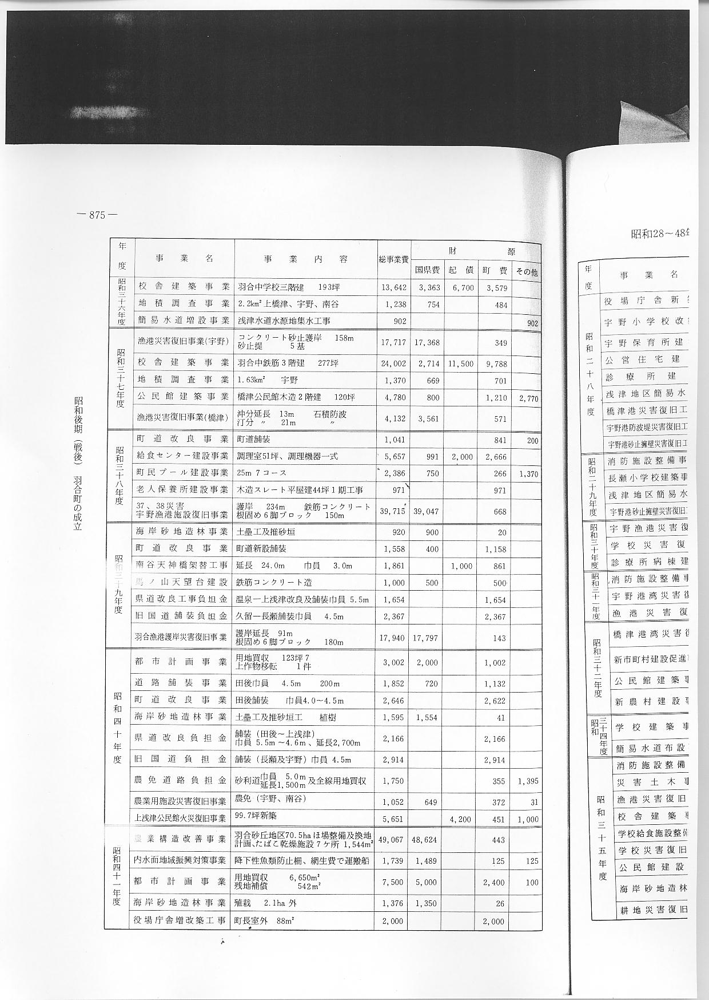 — 875 —
昭和後期（戦後） 羽合町の成立
年度 事業名 事業内容 総事業費 財源
国県費 起債 町費 その他
昭和三十六年度
校舎建築事業 羽合中学校三階建 193坪 13,642 3,363 6,700 3,579
地積調査事業 2.2km²上橋津、宇野、南谷 1,238 754 484
簡易水道増設事業 浅津水道水源地集水工事 902 902
昭和三十七年度
漁港災害復旧事業(宇野) コンクリート砂止護岸 158m
砂止提 5基 17,717 17,368 349
校舎建築事業 羽合中鉄筋3階建 277坪 24,002 2,714 11,500 9,788
地積調査事業 1.63km² 宇野 1,370 669 701
公民館建築事業 橋津公民館木造2階建 120坪 4,780 800 1,210 2,770
漁港災害復旧事業(橋津) 沖分延長 13m 石積防波
汀分 〃 21m 〃 4,132 3,561 571
昭和三十八年度
町道改良事業 町道舗装 1,041 841 200
給食センター建設事業 調理室51坪、調理機器一式 5,657 991 2,000 2,666
町民プール建設事業 25m 7コース 2,386 750 266 1,370
老人保養所建設事業 木造スレート平屋建44坪1期工事 971 971
37、38災害
宇野漁港施設復旧事業 護岸 234m 鉄筋コンクリート
根固め6脚ブロック 150m 39,715 39,047 668
昭和三十九年度
海岸砂地造林事業 土壘工及推砂垣 920 900 20
町道改良事業 町道新設舗装 1,558 400 1,158
南谷天神橋架替工事 延長 24.0m 巾員 3.0m 1,861 1,000 861
馬ノ山天望台建設 鉄筋コンクリート造 1,000 500 500
県道改良工事負担金 温泉—上浅津改良及舗装巾員 5.5m 1,654 1,654
旧国道舗装負担金 久留—長瀬舗装巾員 4.5m 2,367 2,367
羽合漁港護岸災害復旧事業 護岸延長 91m
根固め6脚ブロック 180m 17,940 17,797 143
昭和四十年度
都市計画事業 用地買収 123坪7
上作物移転 1件 3,002 2,000 1,002
道路舗装事業 田後巾員 4.5m 200m 1,852 720 1,132
町道改良事業 田後舗装 巾員4.0～4.5m 2,646 2,622
海岸砂地造林事業 土壘工及推砂垣工 植樹 1,595 1,554 41
県道改良負担金 舗装（田後～上浅津）
巾員 5.5m～4.6m、延長2,700m 2,166 2,166
旧国道負担金 舗装（長瀬及宇野）巾員 4.5m 2,914 2,914
農免道路負担金 砂利道巾員 5.0m
延長1,500m及全線用地買収 1,750 355 1,395
農業用施設災害復旧事業 農免（宇野、南谷） 1,052 649 372 31
上浅津公民館火災復旧事業 99.7坪新築 5,651 4,200 451 1,000
昭和四十一年度
農業構造改善事業 羽合砂丘地区70.5haほ場整備及換地
計画、たばこ乾燥施設7ケ所 1,544m² 49,067 48,624 443
内水面地域振興対策事業 降下性魚類防止柵、網生費で運搬船 1,739 1,489 125 125
都市計画事業 用地買収 6,650m²
残地補償 542m² 7,500 5,000 2,400 100
海岸砂地造林事業 殖栽 2.1ha 外 1,376 1,350 26
役場庁舎増改築工事 町長室外 88m² 2,000 2,000
昭和28～48年
年度 事業名
昭和二十八年度
役場庁舎新
宇野小学校改
宇野保育所建
公営住宅建
診療所建
浅津地区簡易水
橋津港災害復旧工
宇野港防波堤災害復旧工
宇野港砂止擁壁災害復旧工
昭和二十九年度
消防施設整備事
長瀬小学校建築事
浅津地区簡易水
宇野港砂止擁壁災害復旧
昭和三十年度
宇野漁港災害復
学校災害復
診療所病棟建
昭和三十一年度
消防施設整備事
宇野港湾災害復
漁港災害復
昭和三十二年度
橋津港湾災害復
新市町村建設促進
公民館建築事
新農村建設事
昭和三十四年度
学校建築事
簡易水道布設
昭和三十五年度
消防施設整備
災害土木事
漁港災害復旧
校舎建築事
学校給食施設整備
学校災害復旧
公民館建設
海岸砂地造林
耕地災害復旧